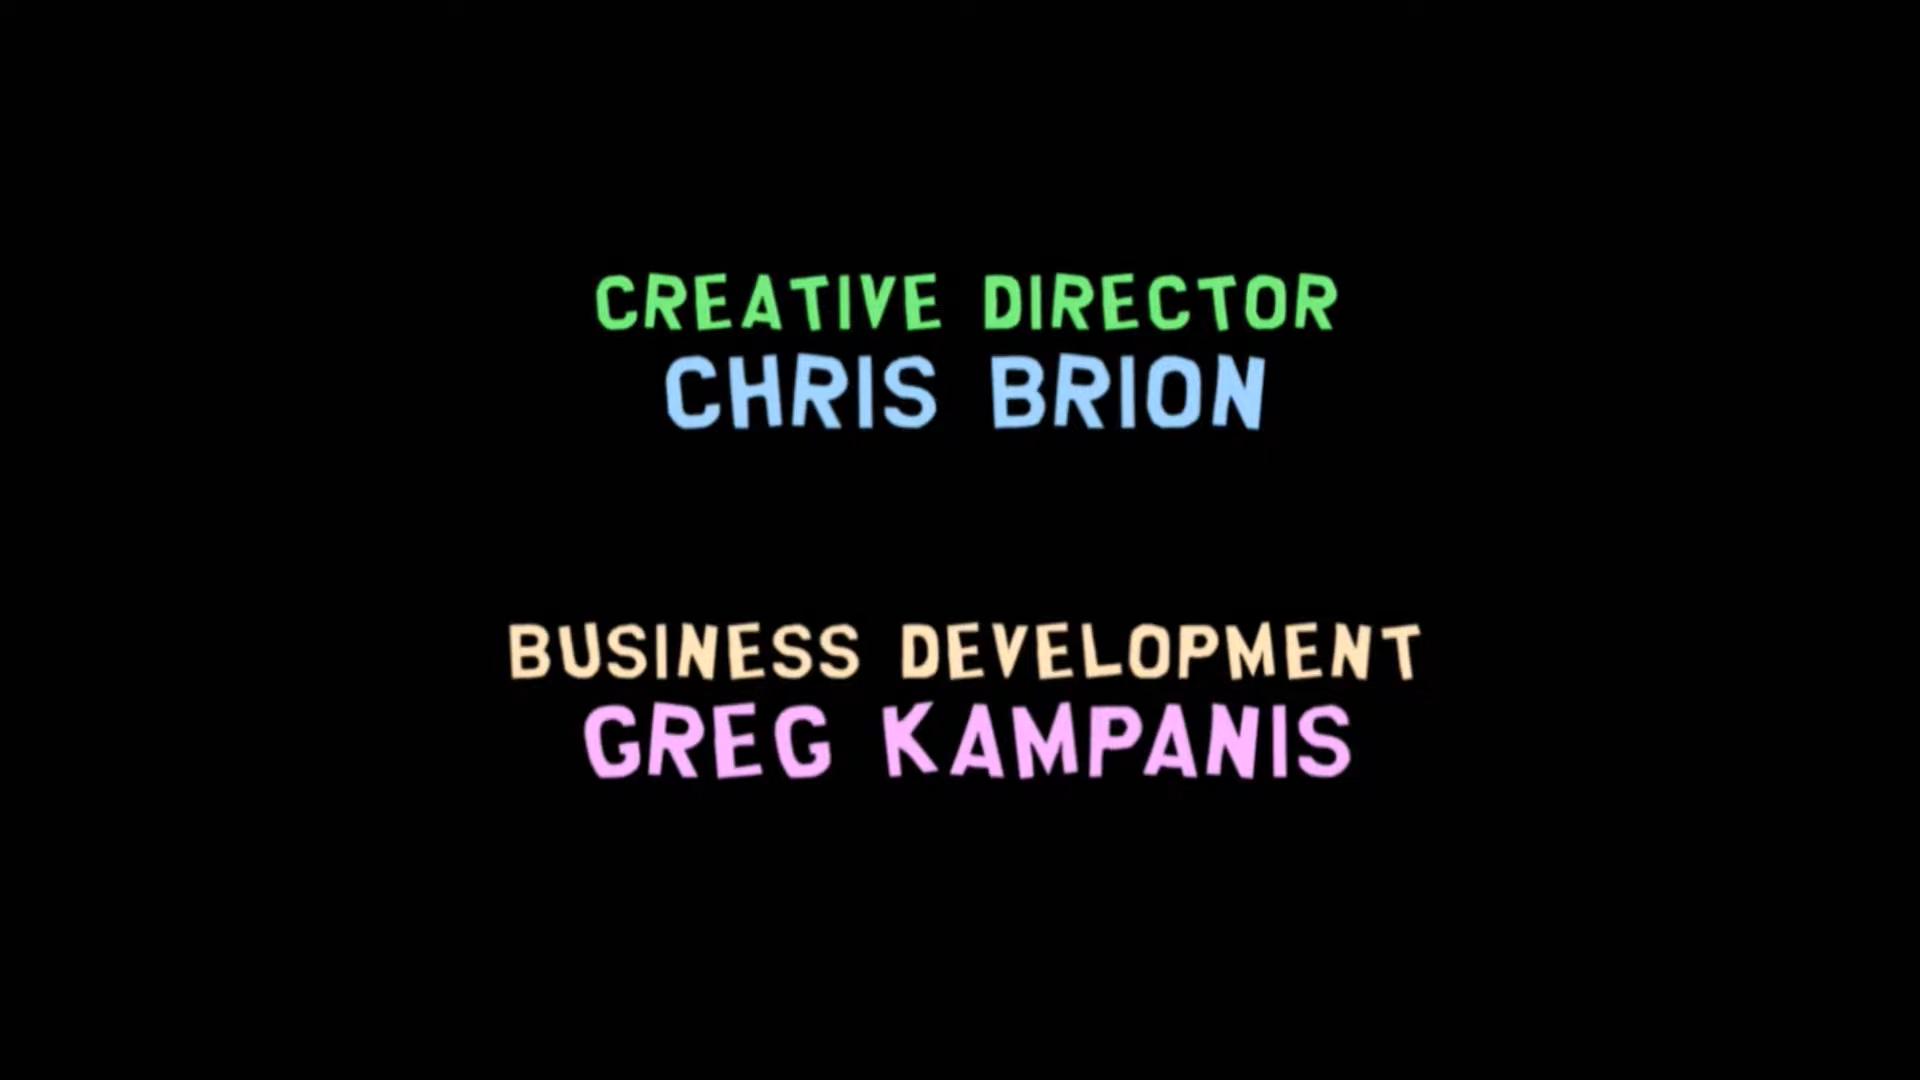 CREATIVE DIRECTOR
CHRIS BRION
BUSINESS DEVELOPMENT
GREG KAMPANIS